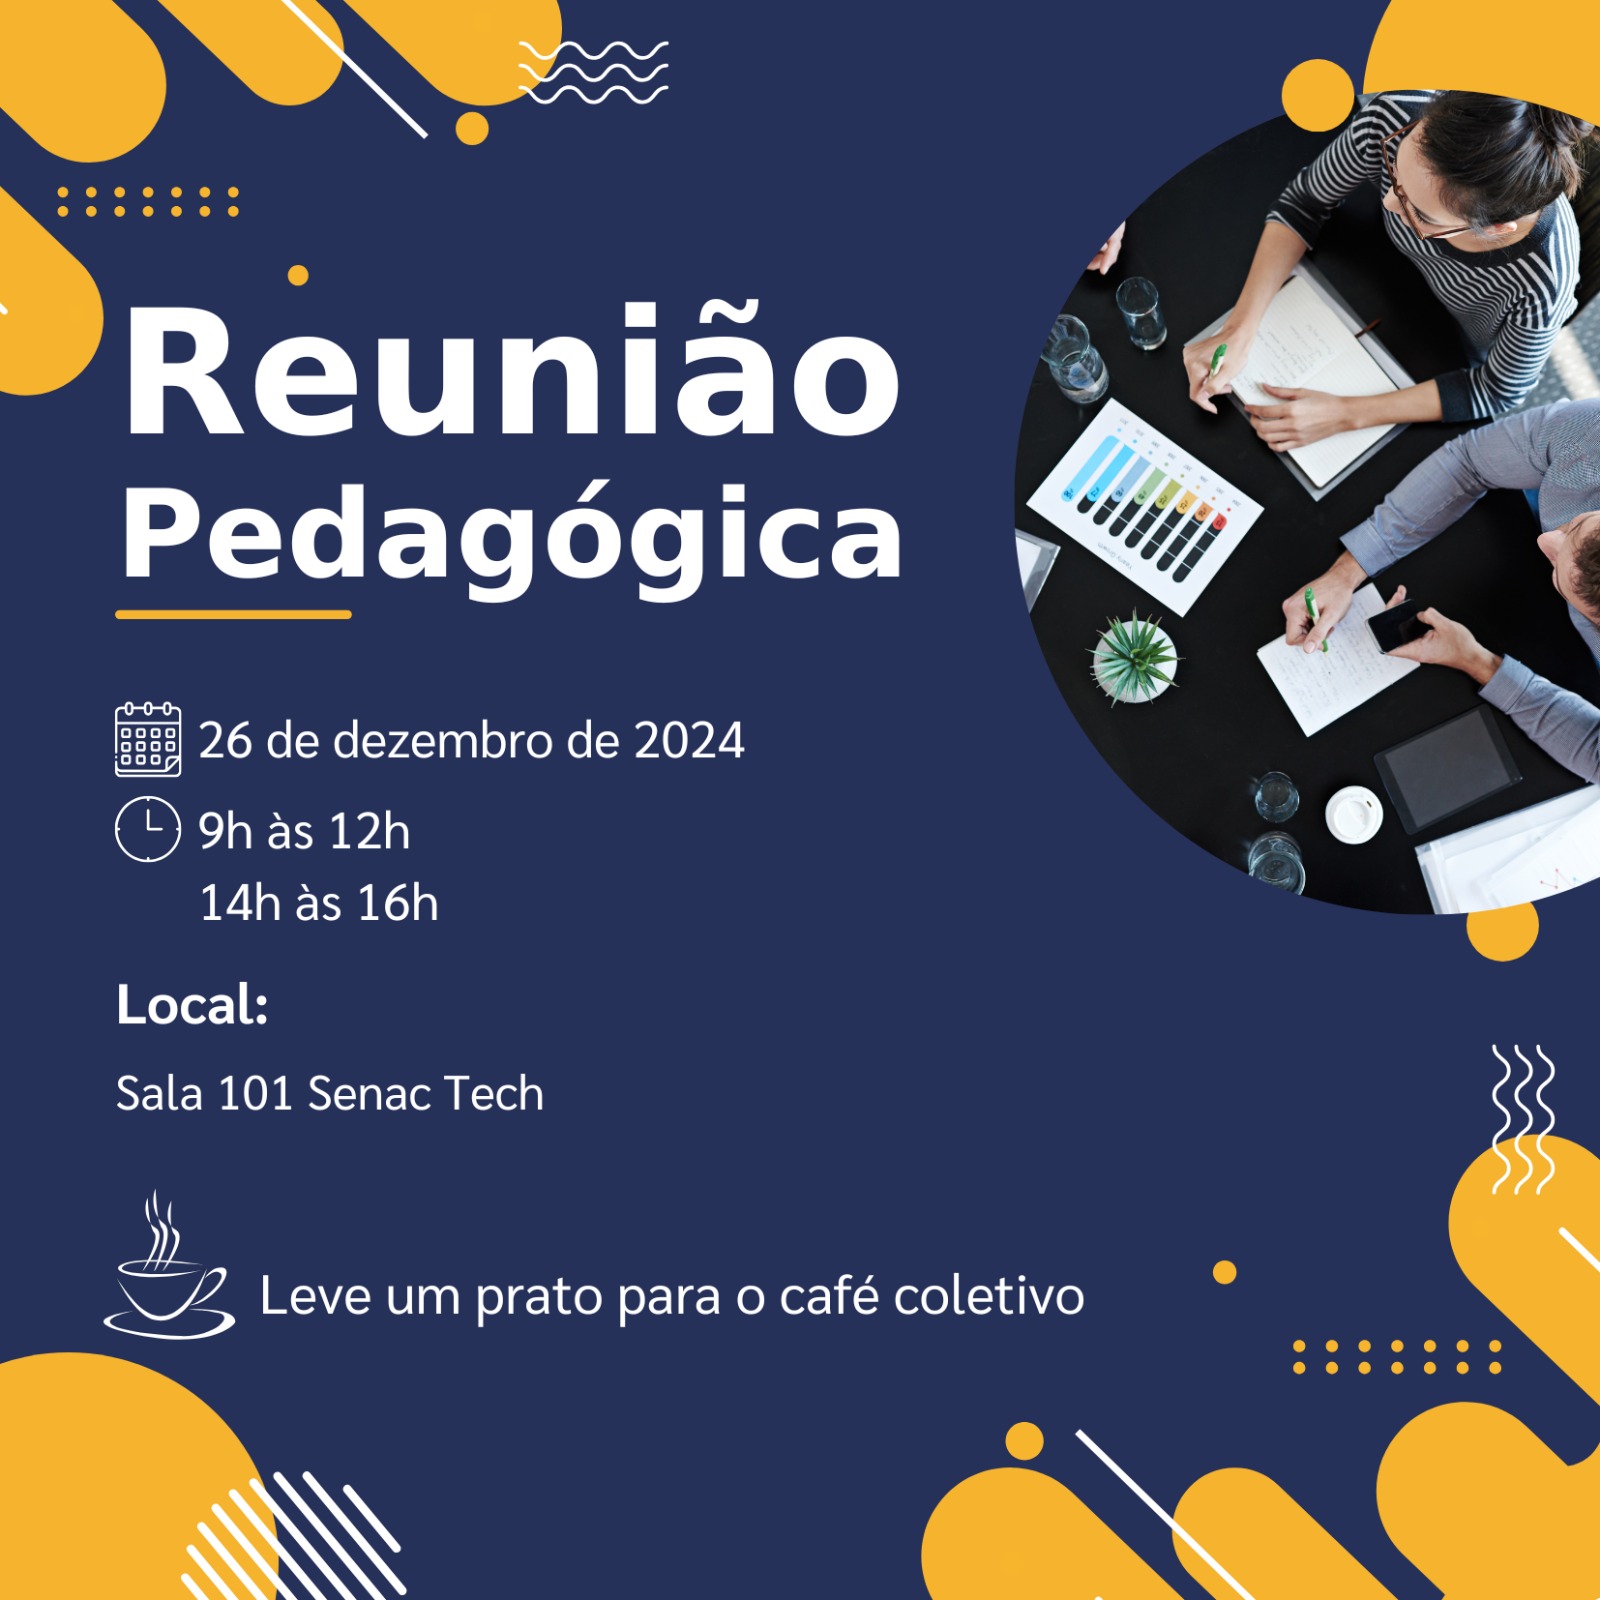 Reunião
Pedagógica
26 de dezembro de 2024
9h às 12h
14h às 16h
Local:
Sala 101 Senac Tech
Leve um prato para o café coletivo